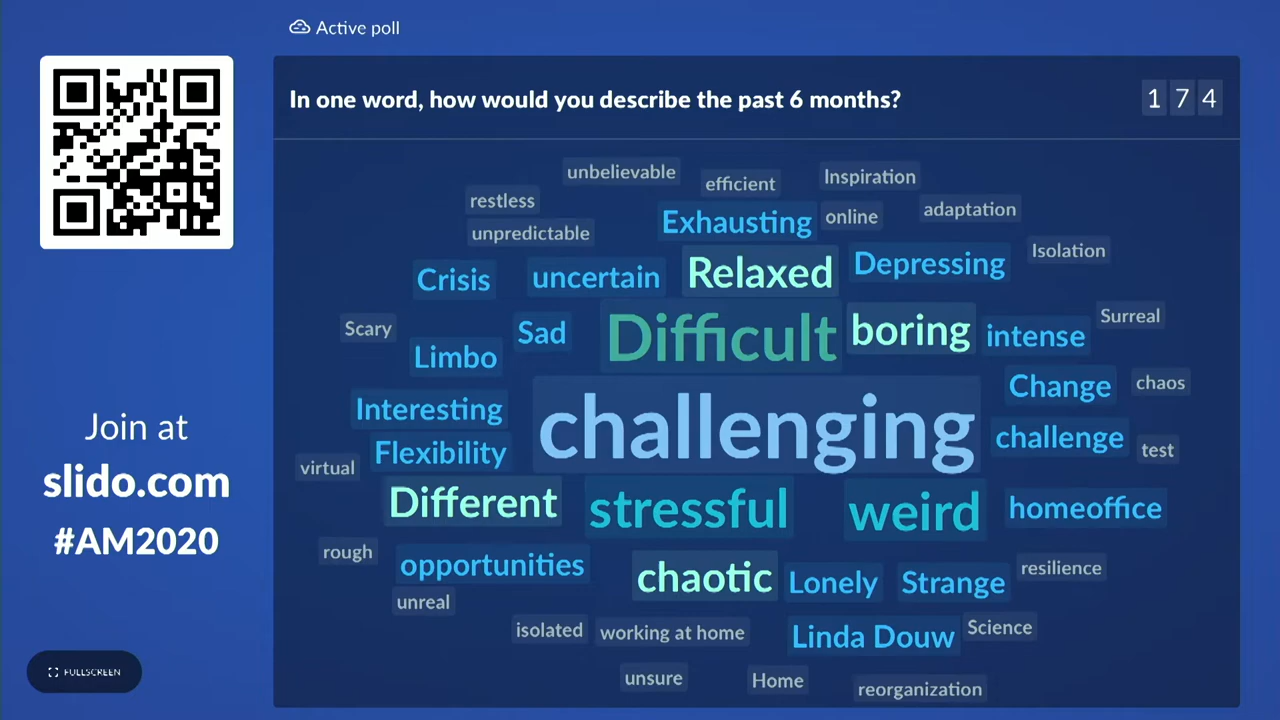 Active poll
In one word, how would you describe the past 6 months?
1 7 4
unbelievable
efficient
Inspiration
restless
Exhausting
online
adaptation
unpredictable
Crisis
uncertain
Relaxed
Depressing
Isolation
Scary
Limbo
Sad
Difficult
boring
intense
Surreal
Interesting
challenging
Change
chaos
virtual
Flexibility
challenge
test
Different
stressful
weird
homeoffice
rough
opportunities
chaotic
Lonely
Strange
resilience
unreal
isolated
working at home
Linda Douw
Science
unsure
Home
reorganization
Join at
slido.com
#AM2020
FULLSCREEN